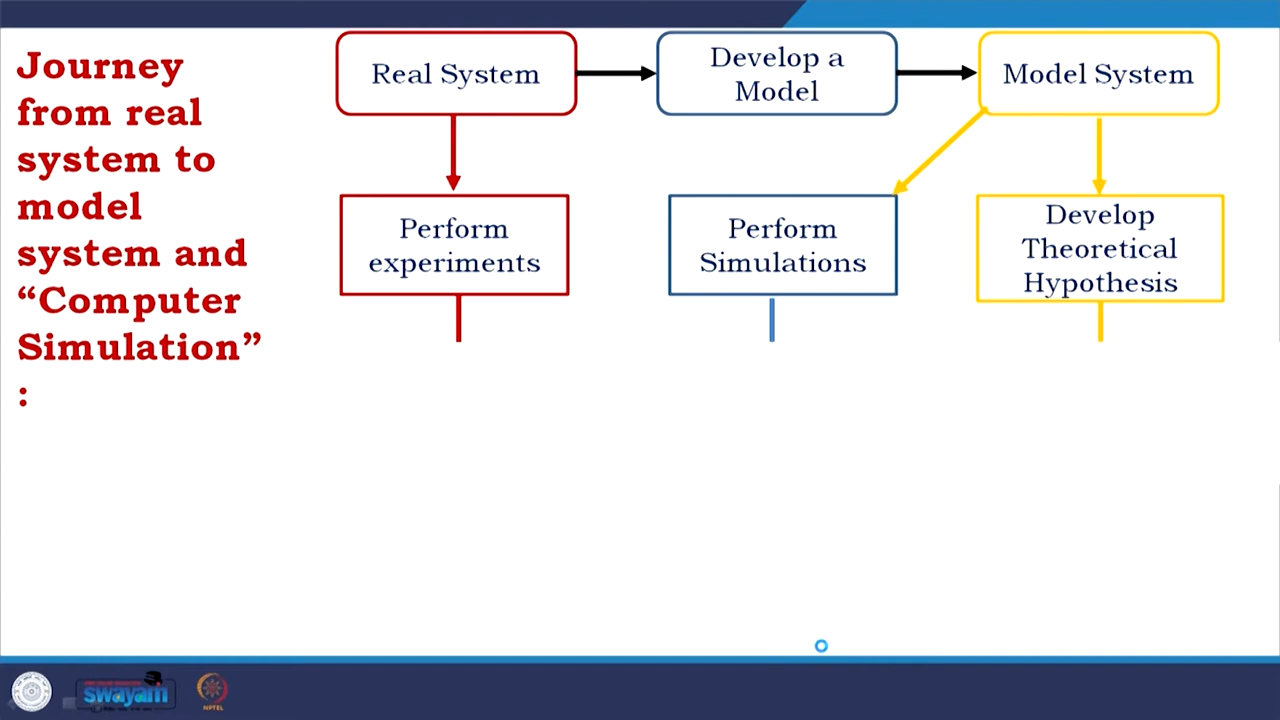 Journey
from real
system to
model
system and
“Computer
Simulation”
:
Real System
Develop a
Model
Model System
Perform
experiments
Perform
Simulations
Develop
Theoretical
Hypothesis
swayam
NPTEL